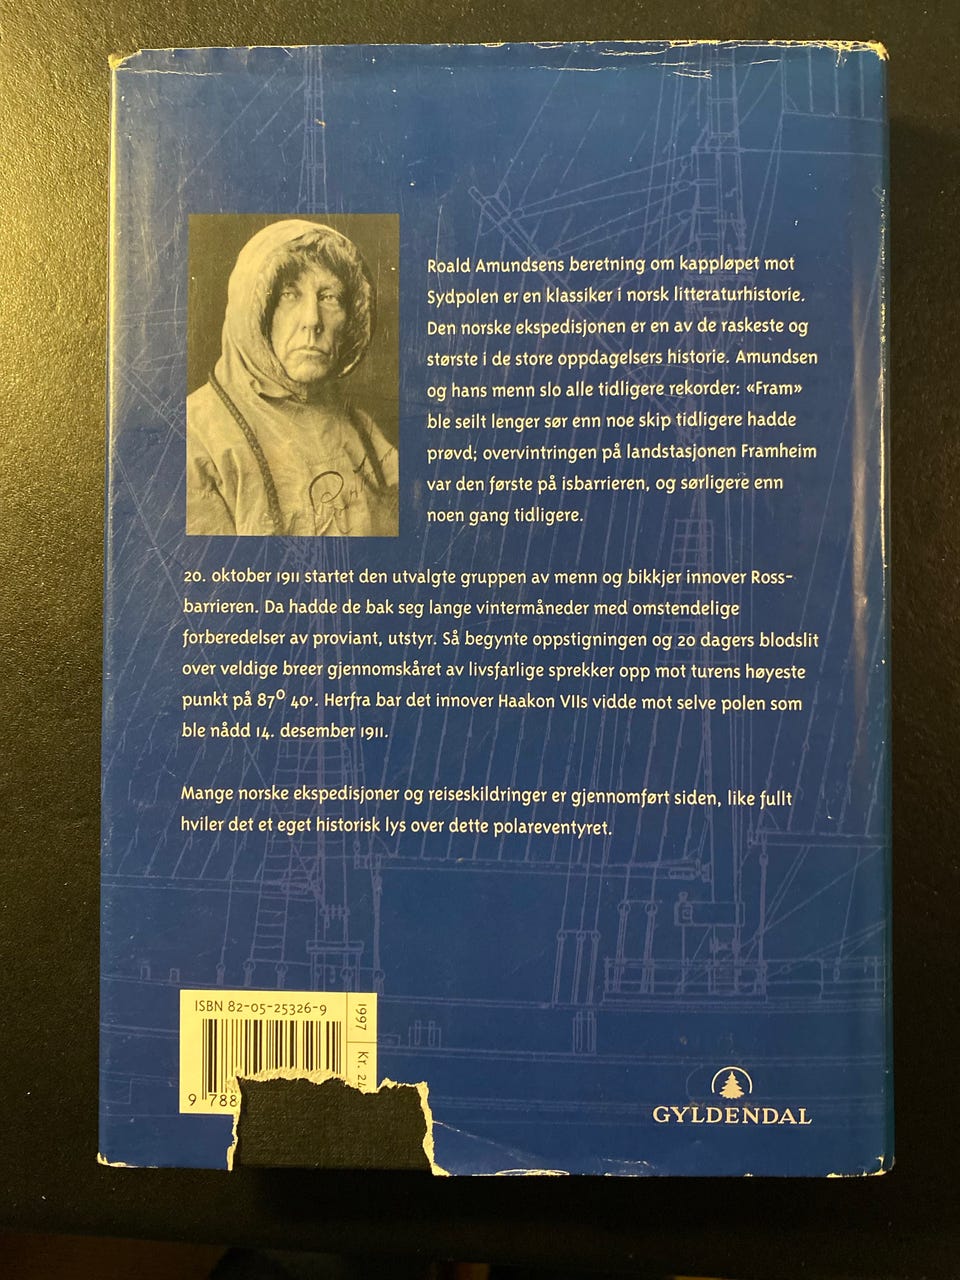 Roald Amundsens beretning om kappløpet mot
Sydpolen er en klassiker i norsk litteraturhistorie.
Den norske ekspedisjonen er en av de raskeste og
største i de store oppdagelsers historie. Amundsen
og hans menn slo alle tidligere rekorder: «Fram»
ble seilt lenger sør enn noe skip tidligere hadde
prøvd; overvintringen på landstasjonen Framheim
var den første på isbarrieren, og sørligere enn
noen gang tidligere.
20. oktober 1911 startet den utvalgte gruppen av menn og bikkjer innover Ross-
barrieren. Da hadde de bak seg lange vintermåneder med omstendelige
forberedelser av proviant, utstyr. Så begynte oppstigningen og 20 dagers blodslit
over veldige breer gjennomskåret av livsfarlige sprekker opp mot turens høyeste
punkt på 87º 40'. Herfra bar det innover Haakon VIIs vidde mot selve polen som
ble nådd 14. desember 1911.
Mange norske ekspedisjoner og reiseskildringer er gjennomført siden, like fullt
hviler det et eget historisk lys over dette polareventyret.
ISBN 82-05-25326-9
1997
Kr.
9 788
GYLDENDAL